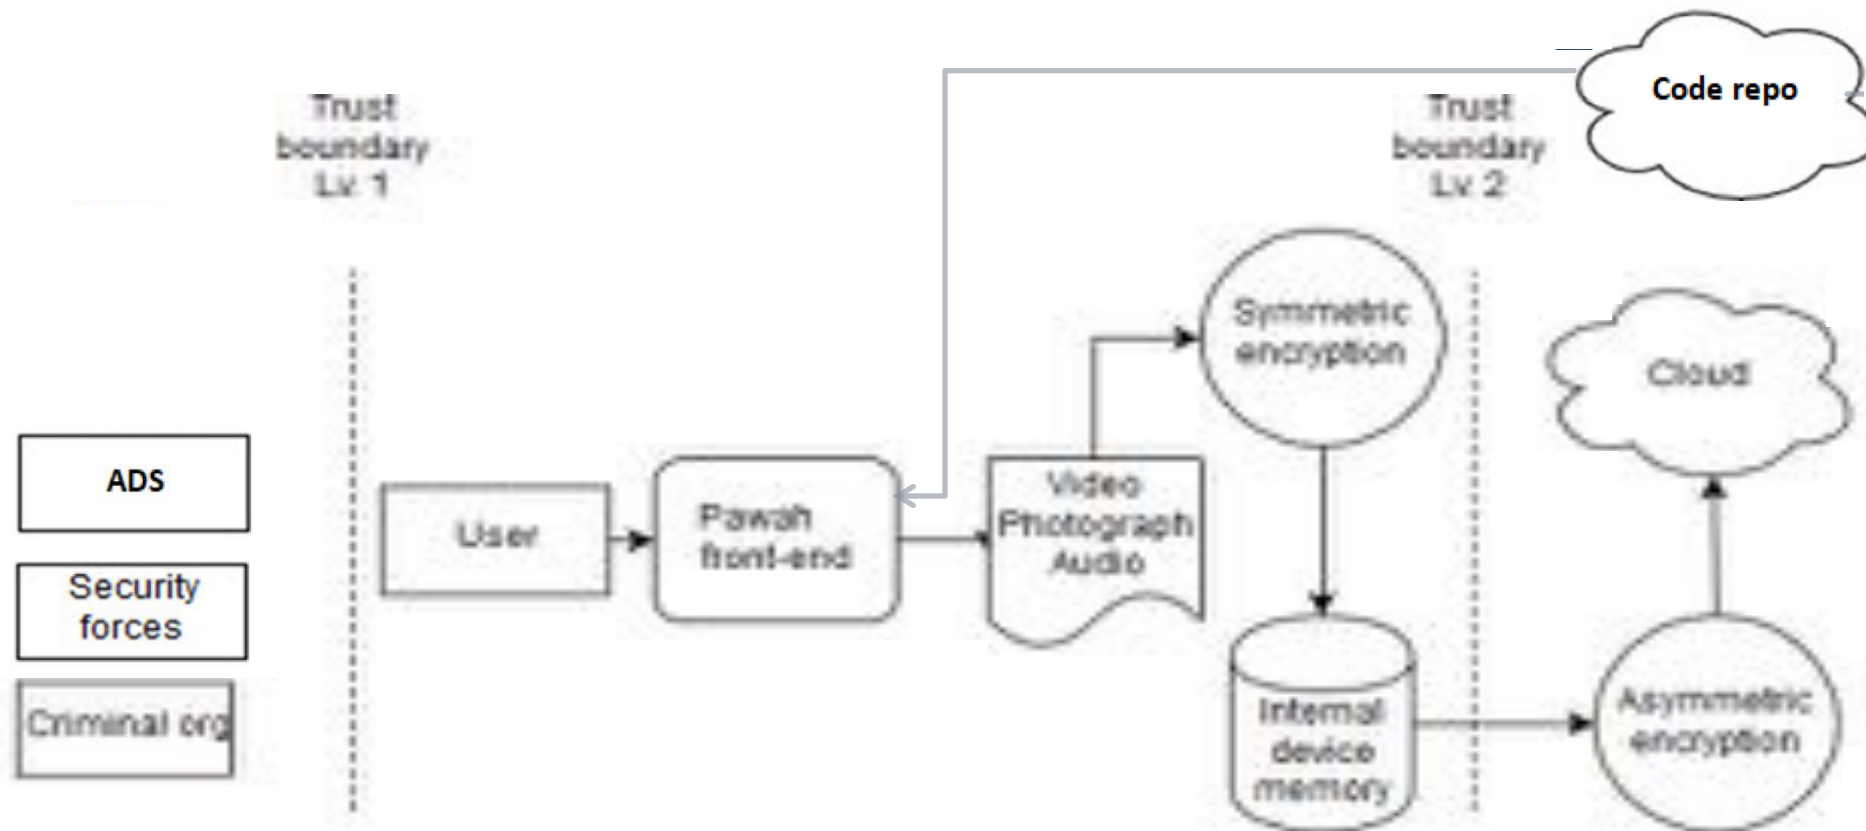 Code repo
Trust
boundary
Lv. 1
Trust
boundary
Lv. 2
Symmetric
encryption
Cloud
ADS
User
Pawah
front-end
Video
Photograph
Audio
Security
forces
Criminal org
Internal
device
memory
Asymmetric
encryption